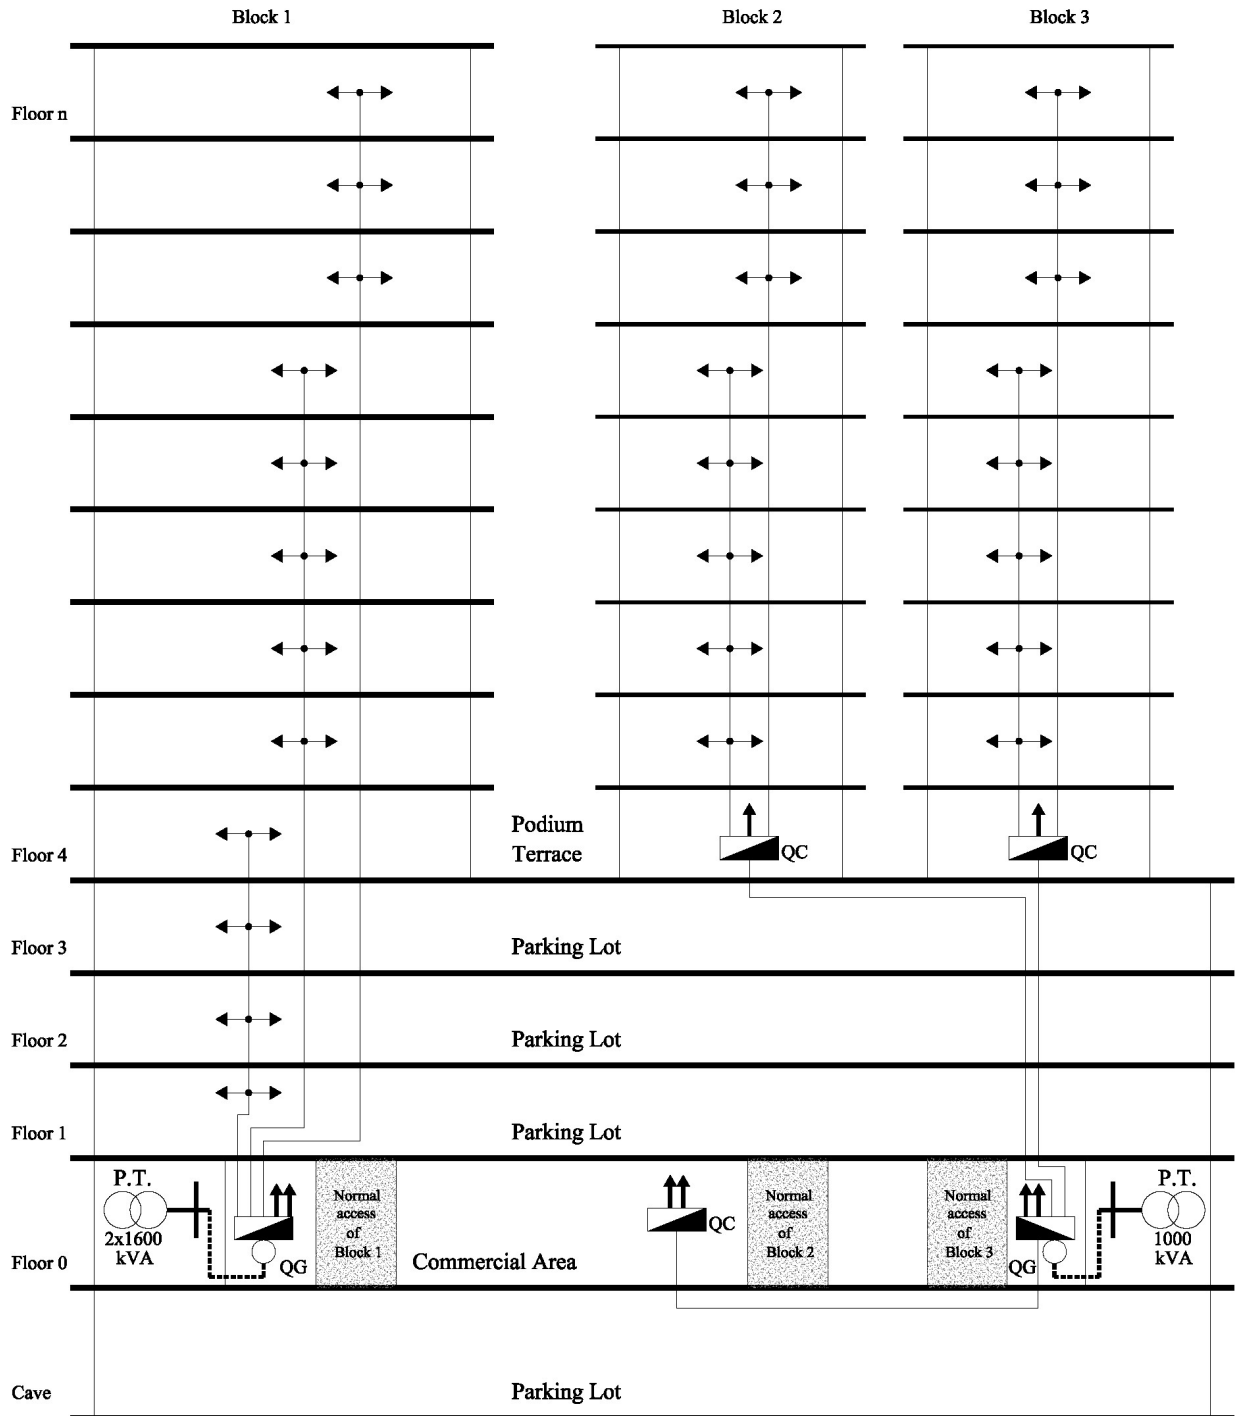 Block 1
Block 2
Block 3
Floor n
Podium
Terrace
QC
QC
Floor 4
Floor 3
Parking Lot
Floor 2
Parking Lot
Floor 1
Parking Lot
P.T.
2x1600
kVA
QG
Normal
access
of
Block 1
QC
Normal
access
of
Block 2
Normal
access
of
Block 3
QG
P.T.
1000
kVA
Floor 0
Commercial Area
Cave
Parking Lot